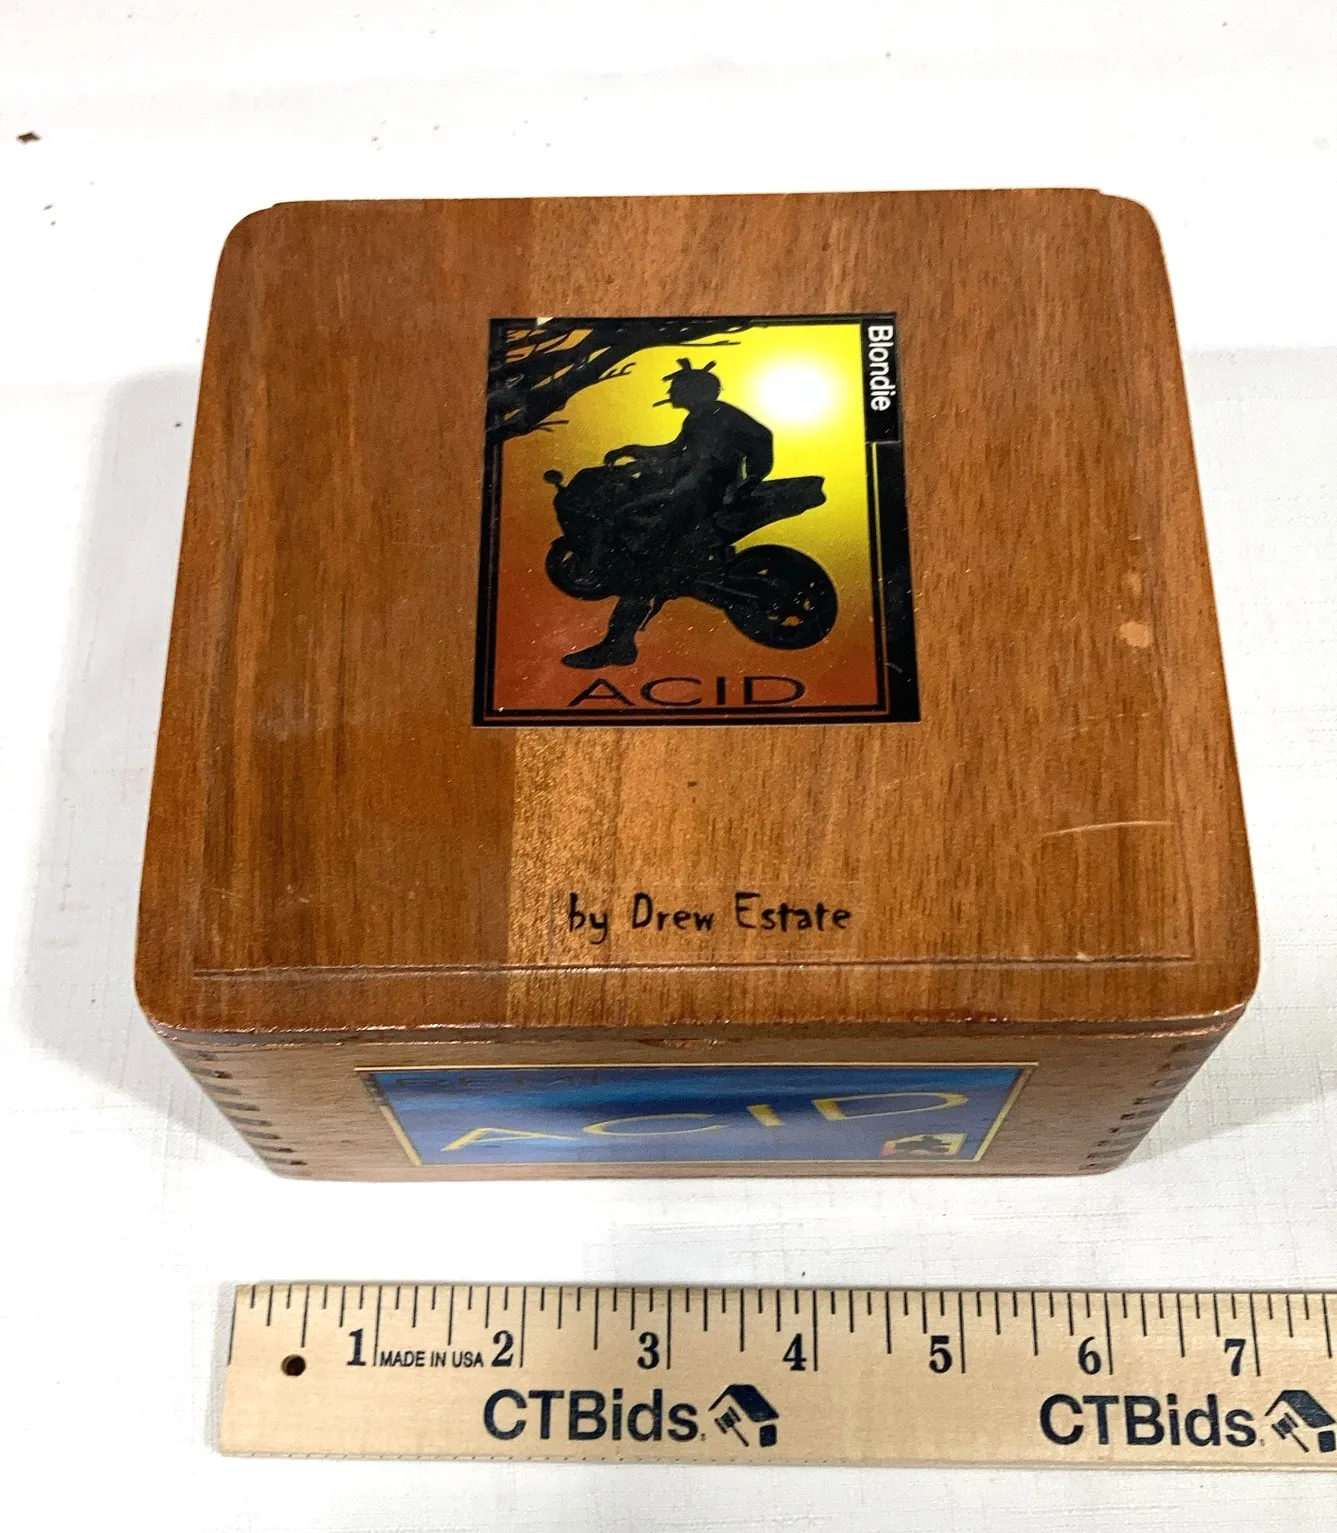 Blondie
ACID
by Drew Estate
ACID
1 MADE IN USA 2 3 4 5 6 7
CTBids. CTBids.